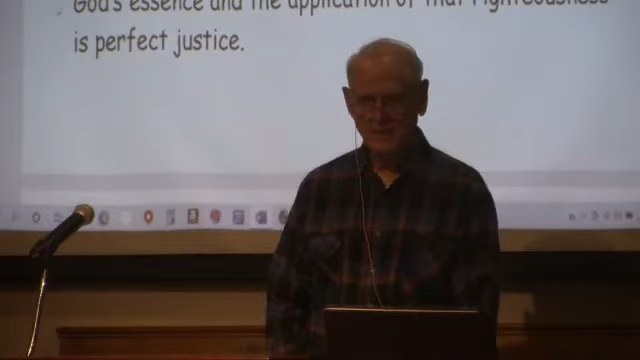 God's essence and the application of that righteousness
is perfect justice.